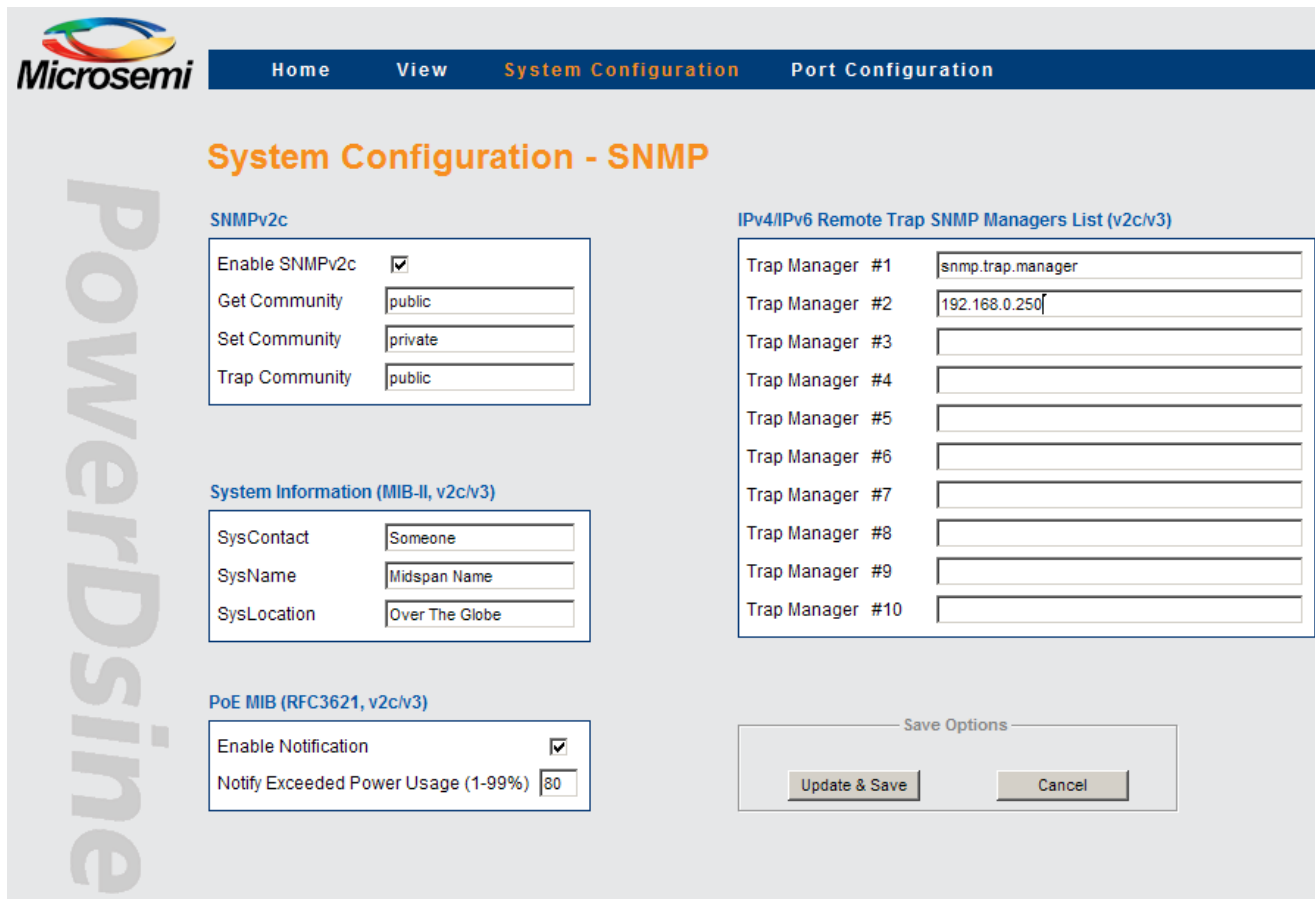 Microsemi
Home View System Configuration Port Configuration
PowerDsine
System Configuration - SNMP
SNMPv2c
Enable SNMPv2c
Get Community public
Set Community private
Trap Community public
System Information (MIB-II, v2c/v3)
SysContact Someone
SysName Midspan Name
SysLocation Over The Globe
PoE MIB (RFC3621, v2c/v3)
Enable Notification
Notify Exceeded Power Usage (1-99%) 80
IPv4/IPv6 Remote Trap SNMP Managers List (v2c/v3)
Trap Manager #1 snmp.trap.manager
Trap Manager #2 192.168.0.250
Trap Manager #3
Trap Manager #4
Trap Manager #5
Trap Manager #6
Trap Manager #7
Trap Manager #8
Trap Manager #9
Trap Manager #10
Save Options
Update & Save Cancel